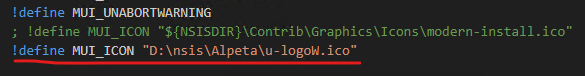 !define MUI_UNABORTWARNING
; !define MUI_ICON "${NSISDIR}\Contrib\Graphics\Icons\modern-install.ico"
!define MUI_ICON "D:\nsis\Alpeta\u-logoW.ico"